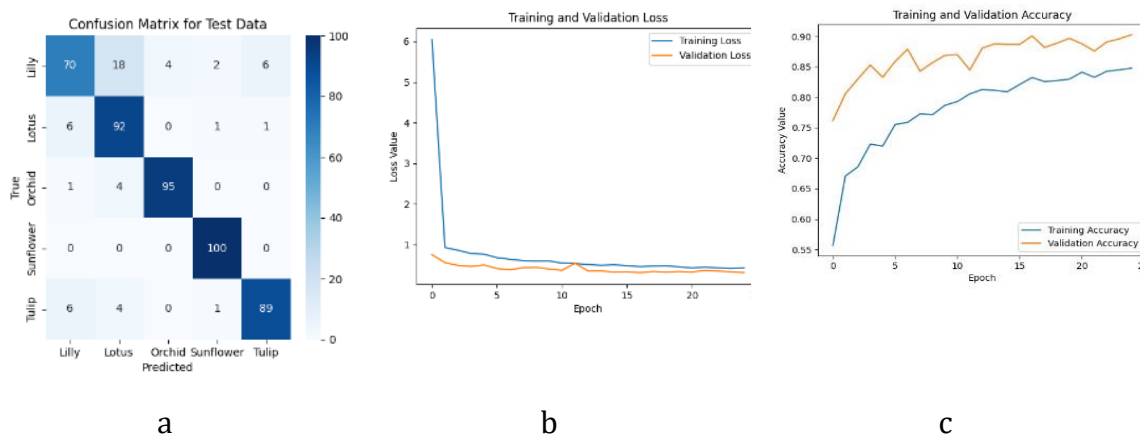 Confusion Matrix for Test Data
True
Lilly 70 18 4 2 6
Lotus 6 92 0 1 1
Orchid 1 4 95 0 0
Sunflower 0 0 0 100 0
Tulip 6 4 0 1 89
Lilly Lotus Orchid Sunflower Tulip
Predicted
100
80
60
40
20
0
a
Training and Validation Loss
Training Loss
Validation Loss
Loss Value
6
5
4
3
2
1
0 5 10 15 20
Epoch
b
Training and Validation Accuracy
Accuracy Value
0.90
0.85
0.80
0.75
0.70
0.65
0.60
0.55
Training Accuracy
Validation Accuracy
0 5 10 15 20
Epoch
c